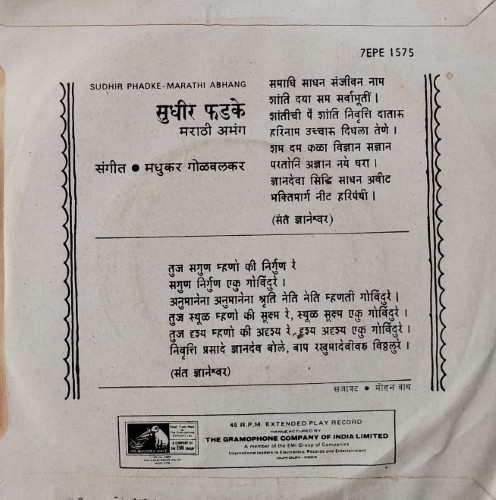 7EPE 1575
SUDHIR PHADKE-MARATHI ABHANG
सुधीर फडके
मराठी अभंग
संगीत • मधुकर गोळवलकर
समाधि साधन संजीवन नाम
शांति दया सम सर्वाभूतीं ।
शांतीची पैं शांति निवृत्ति दातारू
हरिनाम उच्चारू दिधला तेणें ।
शम दम कळा विज्ञान सज्ञान
परतोनि अज्ञान नये घरा ।
ज्ञानदेवा सिद्धि साधन अवीट
भक्तिमार्ग नीट हरिपंथी ।
(संत ज्ञानेश्वर)
तुज सगुण म्हणो की निर्गुण रे
सगुण निर्गुण एकु गोविंदुरे ।
अनुमानेना अनुमानेना श्रृति नेति नेति म्हणती गोविंदुरे ।
तुज स्थूळ म्हणो की सुक्ष्म रे, स्थूळ सूक्ष्म एकु गोविंदुरे ।
तुज दृश्य म्हणो की अदृश्य रे, दृश्य अदृश्य एकु गोविंदुरे ।
निवृत्ति प्रसादे ज्ञानदेव बोले, बाप रखुमादेवीवरु विठ्ठलुरे ।
(संत ज्ञानेश्वर)
सजावट • मोहन वाघ
45 R.P.M. EXTENDED PLAY RECORD
MANUFACTURED BY
THE GRAMOPHONE COMPANY OF INDIA LIMITED
A member of the EMI Group of Companies
International leaders in Electronics, Records and Entertainment
DUM DUM - INDIA